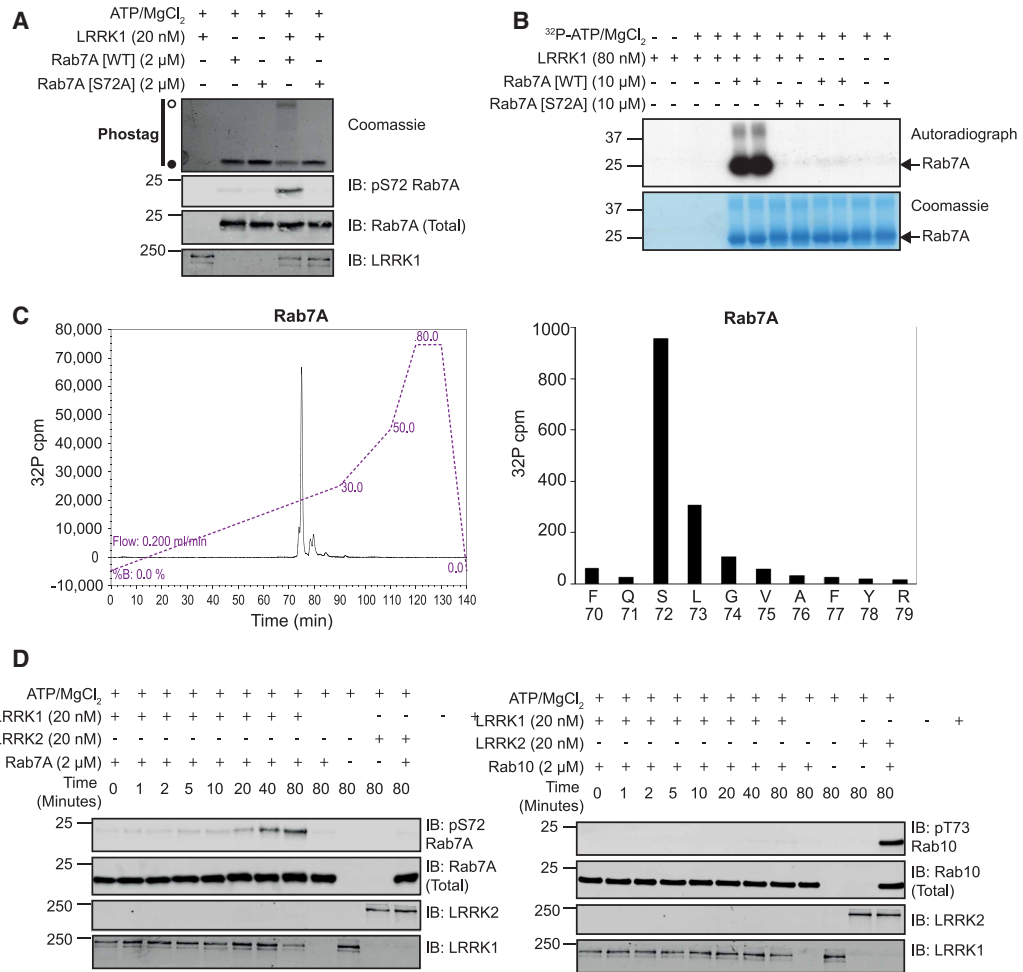 A
ATP/MgCl2 + + + + +
LRRK1 (20 nM) + - - + +
Rab7A [WT] (2 µM) - + - + -
Rab7A [S72A] (2 µM) - - + - +
Phostag
Coomassie
25
IB: pS72 Rab7A
25
IB: Rab7A (Total)
250
IB: LRRK1
B
32P-ATP/MgCl2 - - + + + + + + + + + +
LRRK1 (80 nM) + + + + + + + + - - - -
Rab7A [WT] (10 µM) - - - - + + - - + + - -
Rab7A [S72A] (10 µM) - - - - - - + + - - + +
37
Autoradiograph
25
Rab7A
37
Coomassie
25
Rab7A
C
Rab7A
32P cpm
80,000
70,000
60,000
50,000
40,000
30,000
20,000
10,000
0
-10,000
80.0
50.0
30.0
Flow: 0.200 ml/min
%B: 0.0 %
0.0
0 10 20 30 40 50 60 70 80 90 100 110 120 130 140
Time (min)
Rab7A
32P cpm
1000
800
600
400
200
0
F Q S L G V A F Y R
70 71 72 73 74 75 76 77 78 79
D
ATP/MgCl2 + + + + + + + + + + + +
LRRK1 (20 nM) + + + + + + + + - +
LRRK2 (20 nM) - - - - - - - - - - + +
Rab7A (2 µM) + + + + + + + + + - - +
Time
(Minutes)
0 1 2 5 10 20 40 80 80 80 80 80
25
IB: pS72
Rab7A
25
IB: Rab7A
(Total)
250
IB: LRRK2
250
IB: LRRK1
ATP/MgCl2 + + + + + + + + + + + +
LRRK1 (20 nM) + + + + + + + + - +
LRRK2 (20 nM) - - - - - - - - - - + +
Rab10 (2 µM) + + + + + + + + + - - +
Time
(Minutes)
0 1 2 5 10 20 40 80 80 80 80 80
25
IB: pT73
Rab10
25
IB: Rab10
(Total)
250
IB: LRRK2
250
IB: LRRK1